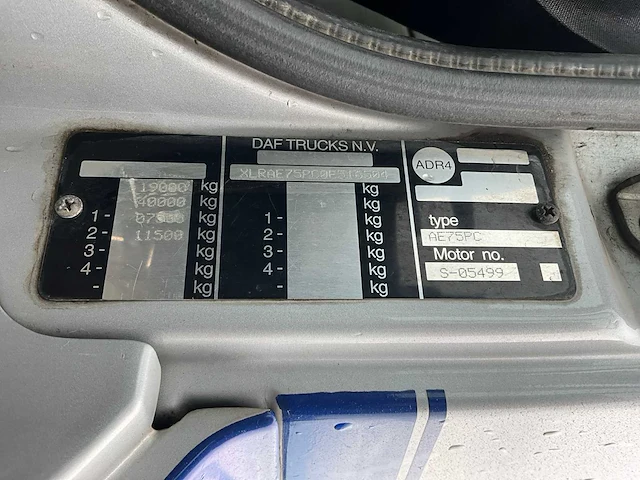 DAF TRUCKS N.V.
ADR4
19000 kg
40000 kg
1- kg
2- 11500 kg
3- kg
4- kg
- kg
kg
kg
1- kg
2- kg
3- kg
4- kg
- kg
type
AE75PC
Motor no.
S-05499